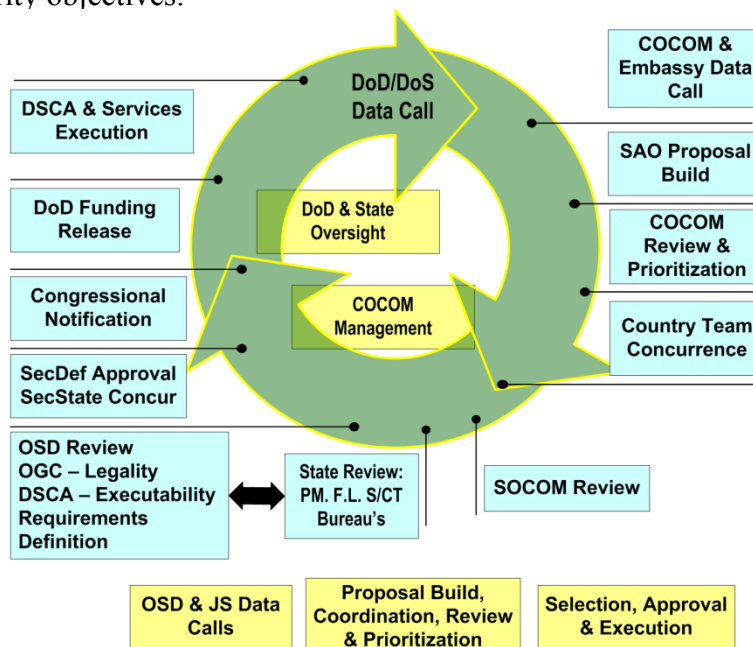 rity objectives.
DoD/DoS
Data Call
COCOM &
Embassy Data
Call
DSCA & Services
Execution
SAO Proposal
Build
DoD Funding
Release
DoD & State
Oversight
COCOM
Review &
Prioritization
Congressional
Notification
COCOM
Management
Country Team
Concurrence
SecDef Approval
SecState Concur
OSD Review
OGC – Legality
DSCA – Executability
Requirements
Definition
State Review:
PM. F.L. S/CT
Bureau's
SOCOM Review
OSD & JS Data
Calls
Proposal Build,
Coordination, Review
& Prioritization
Selection, Approval
& Execution